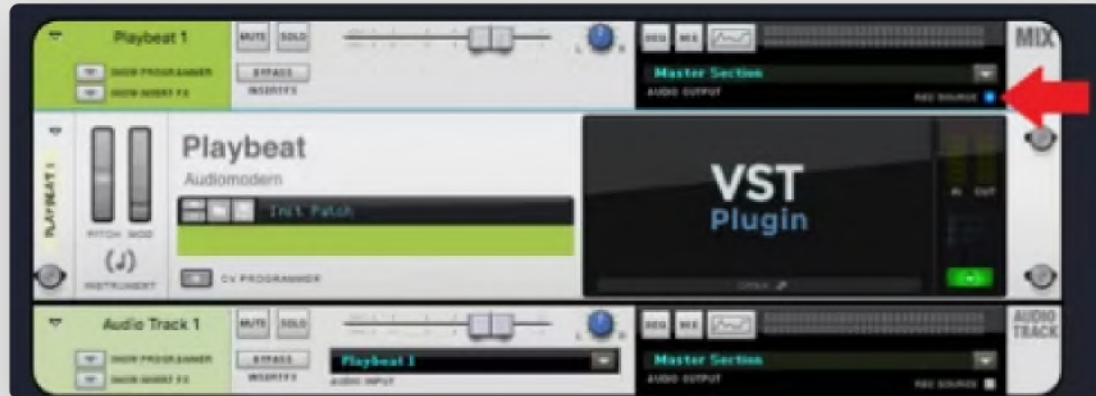 Playbeat 1
MUTE SOLO
L R
SEQ MIX
MIX
SHOW PROGRAMMER
BYPASS
Master Section
SHOW INSERT FX
INSERT FX
AUDIO OUTPUT
REC SOURCE
PLAYBEAT 1
Playbeat
Audiomodern
VST
Plugin
Init Patch
IN OUT
PITCH MOD
INSTRUMENT
CV PROGRAMMER
OPEN
Audio Track 1
MUTE SOLO
L R
SEQ MIX
AUDIO
TRACK
SHOW PROGRAMMER
BYPASS
Playbeat 1
Master Section
SHOW INSERT FX
INSERT FX
AUDIO INPUT
AUDIO OUTPUT
REC SOURCE